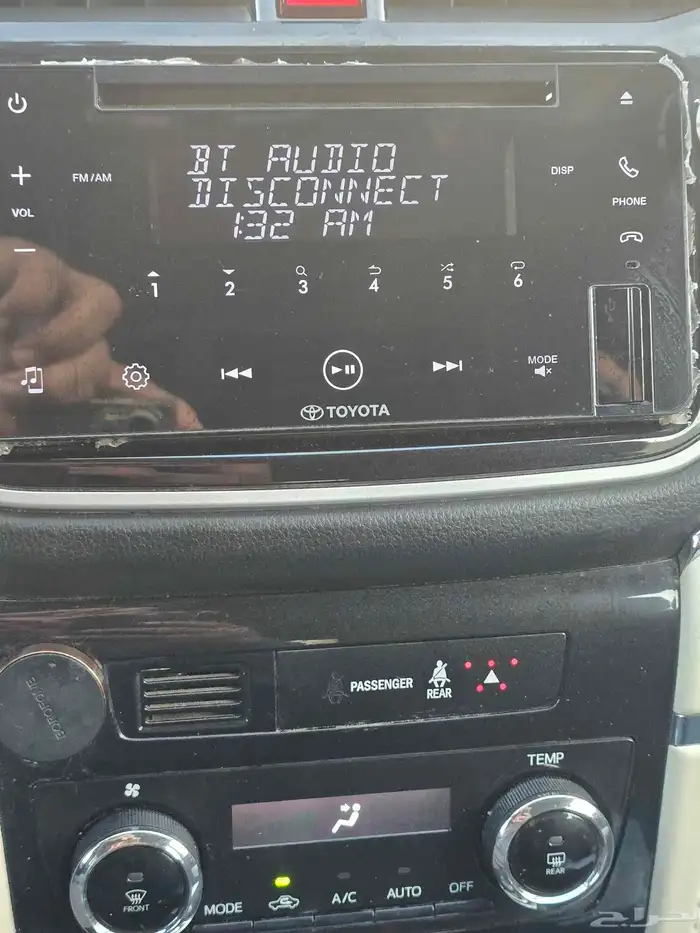 BT AUDIO
FM/AM
DISP
DISCONNECT
VOL
PHONE
1:32 AM
1 2 3 4 5 6
MODE
TOYOTA
PASSENGER
REAR
TEMP
REAR
FRONT
MODE
A/C
AUTO
OFF
حراج